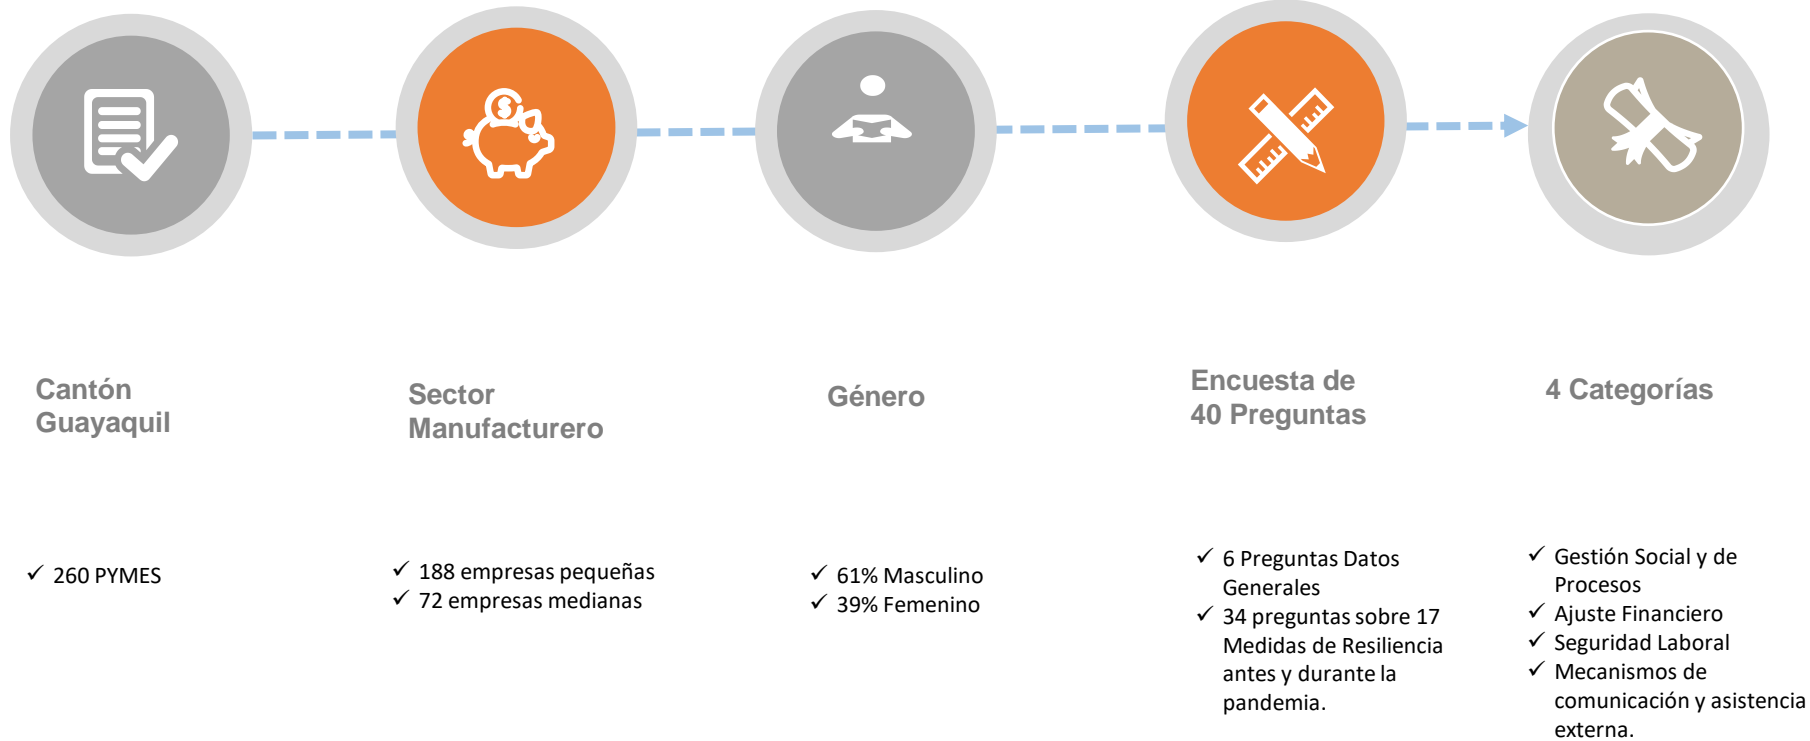 Cantón
Guayaquil
✓ 260 PYMES
Sector
Manufacturero
✓ 188 empresas pequeñas
✓ 72 empresas medianas
Género
✓ 61% Masculino
✓ 39% Femenino
Encuesta de
40 Preguntas
✓ 6 Preguntas Datos
Generales
✓ 34 preguntas sobre 17
Medidas de Resiliencia
antes y durante la
pandemia.
4 Categorías
✓ Gestión Social y de
Procesos
✓ Ajuste Financiero
✓ Seguridad Laboral
✓ Mecanismos de
comunicación y asistencia
externa.